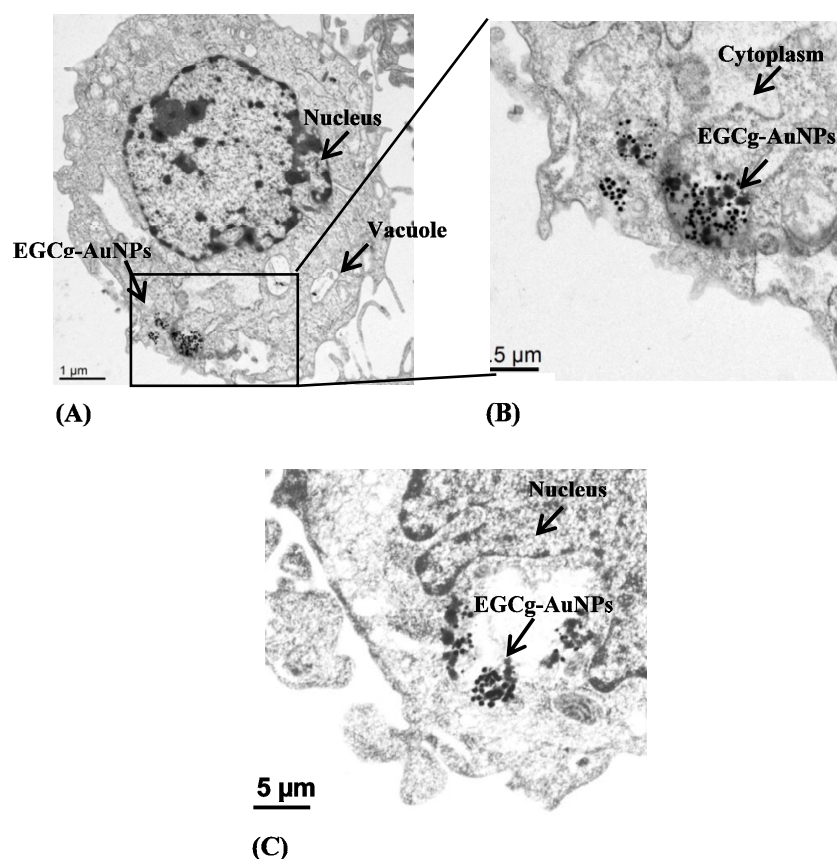 Nucleus
Vacuole
EGCg-AuNPs
1 µm
(A)
Cytoplasm
EGCg-AuNPs
.5 µm
(B)
Nucleus
EGCg-AuNPs
5 µm
(C)